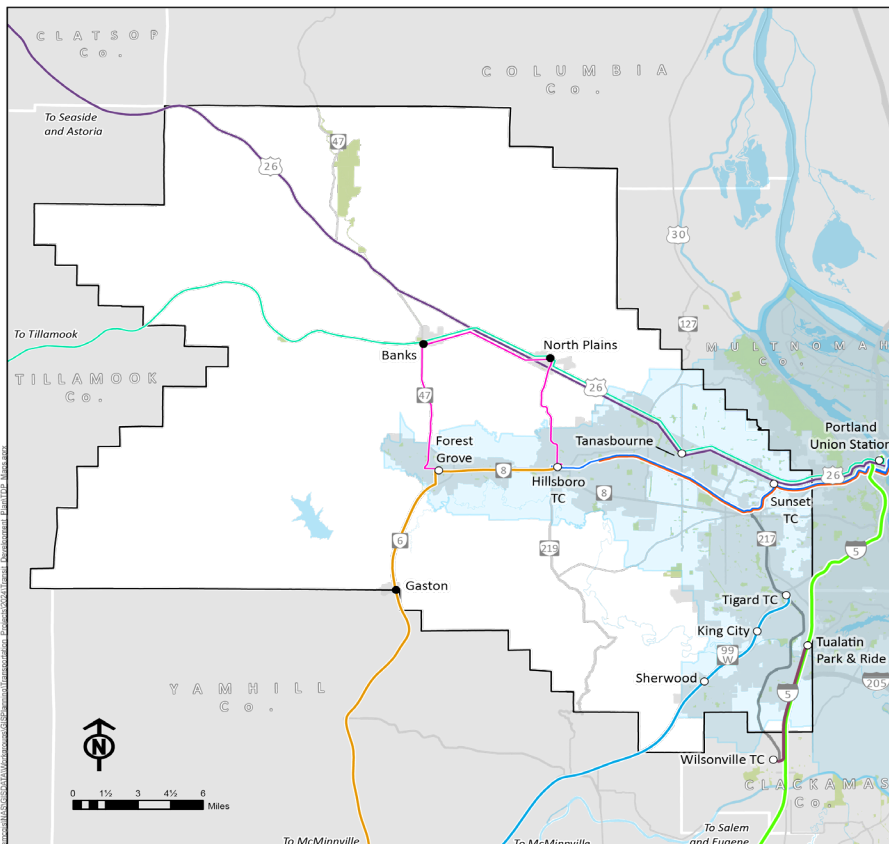 CLATSOP
Co.
COLUMBIA
Co.
To Seaside
and Astoria
47
26
30
To Tillamook
127
Banks
North Plains
MULTNOMAH
Co.
TILLAMOOK
Co.
26
47
Portland
Union Station
Forest
Grove
Tanasbourne
8
Hillsboro
TC
26
8
Sunset
TC
6
219
217
5
Gaston
Tigard TC
King City
99
W
Tualatin
Park & Ride
Sherwood
205
5
YAMHILL
Co.
N
Wilsonville TC
CLACKAMAS
Co.
0 1½ 3 4½ 6
Miles
To McMinnville
To McMinnville
To Salem
and Eugene